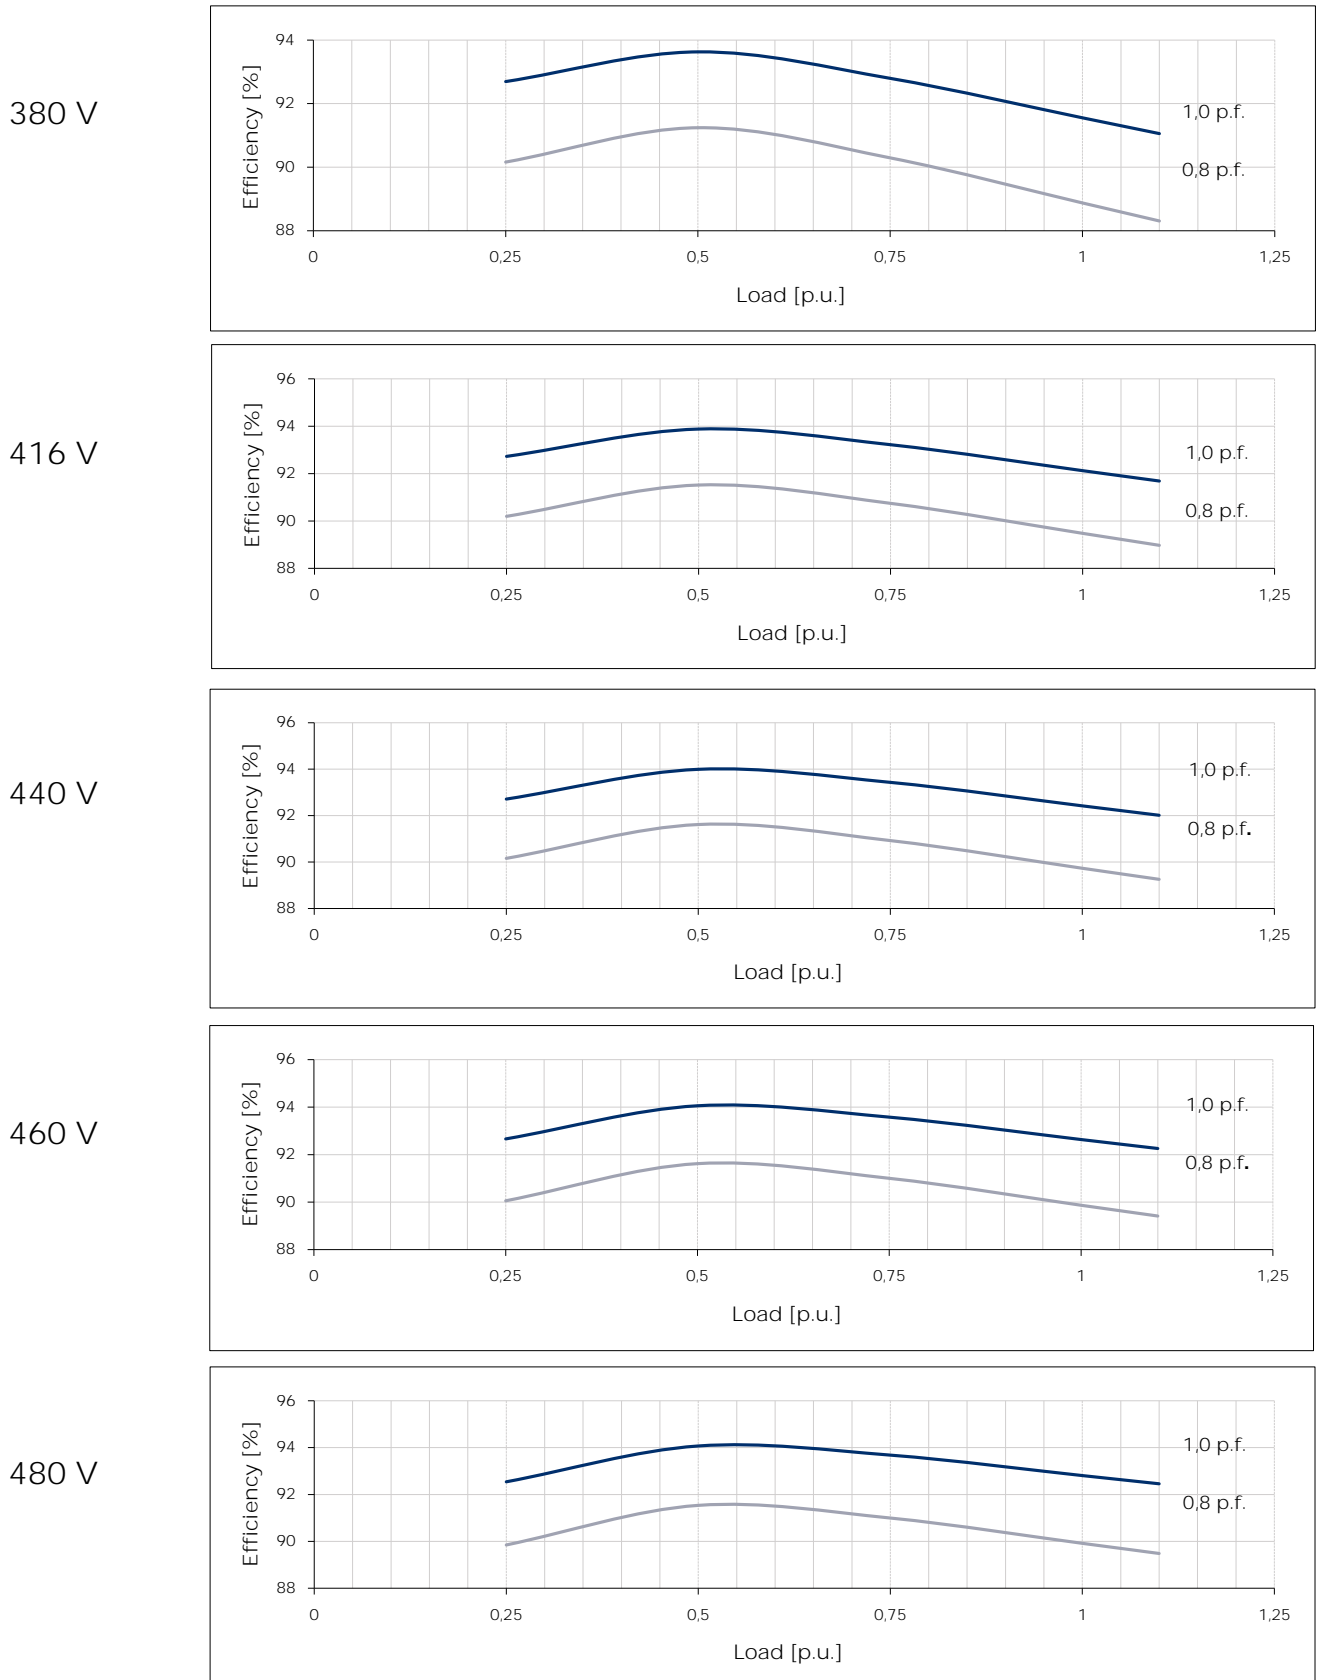 380 V
Efficiency [%]
94
92
90
88
1,0 p.f.
0,8 p.f.
0
0,25
0,5
0,75
1
1,25
Load [p.u.]
416 V
Efficiency [%]
96
94
92
90
88
1,0 p.f.
0,8 p.f.
0
0,25
0,5
0,75
1
1,25
Load [p.u.]
440 V
Efficiency [%]
96
94
92
90
88
1,0 p.f.
0,8 p.f.
0
0,25
0,5
0,75
1
1,25
Load [p.u.]
460 V
Efficiency [%]
96
94
92
90
88
1,0 p.f.
0,8 p.f.
0
0,25
0,5
0,75
1
1,25
Load [p.u.]
480 V
Efficiency [%]
96
94
92
90
88
1,0 p.f.
0,8 p.f.
0
0,25
0,5
0,75
1
1,25
Load [p.u.]